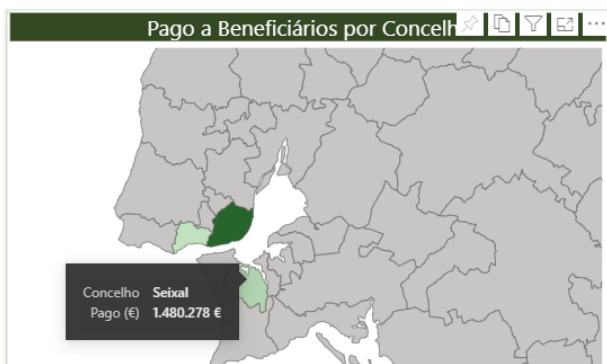 Pago a Beneficiários por Concelh
Concelho Seixal
Pago (€) 1.480.278 €